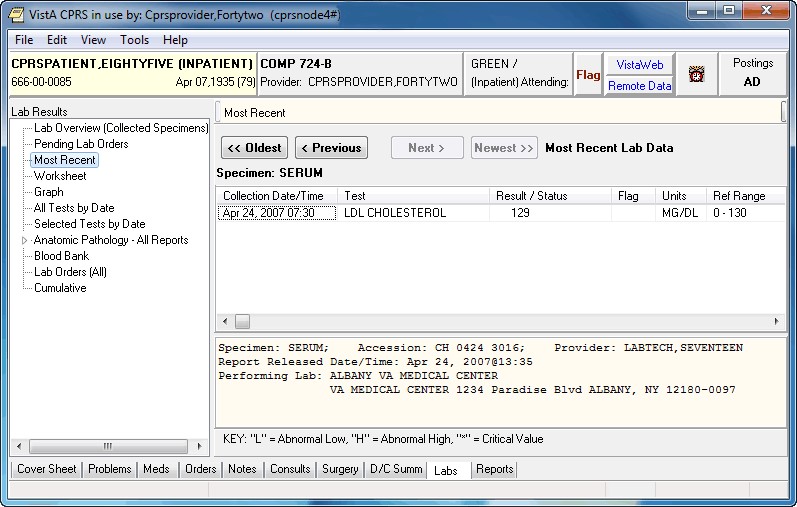 VistA CPRS in use by: Cprsprovider,Fortytwo (cprsnode4#)
File Edit View Tools Help
CPRSPATIENT,EIGHTYFIVE (INPATIENT) COMP 724-B GREEN / Flag VistaWeb Postings
666-00-0085 Apr 07,1935 (79) Provider: CPRSPROVIDER,FORTYTWO (Inpatient) Attending: Remote Data AD
Lab Results
Lab Overview (Collected Specimens)
Pending Lab Orders
Most Recent
Worksheet
Graph
All Tests by Date
Selected Tests by Date
Anatomic Pathology - All Reports
Blood Bank
Lab Orders (All)
Cumulative
Most Recent
<< Oldest < Previous Next > Newest >> Most Recent Lab Data
Specimen: SERUM
Collection Date/Time Test Result / Status Flag Units Ref Range
Apr 24, 2007 07:30 LDL CHOLESTEROL 129 MG/DL 0 - 130
Specimen: SERUM; Accession: CH 0424 3016; Provider: LABTECH,SEVENTEEN
Report Released Date/Time: Apr 24, 2007@13:35
Performing Lab: ALBANY VA MEDICAL CENTER
VA MEDICAL CENTER 1234 Paradise Blvd ALBANY, NY 12180-0097
KEY: "L" = Abnormal Low, "H" = Abnormal High, "*" = Critical Value
Cover Sheet Problems Meds Orders Notes Consults Surgery D/C Summ Labs Reports